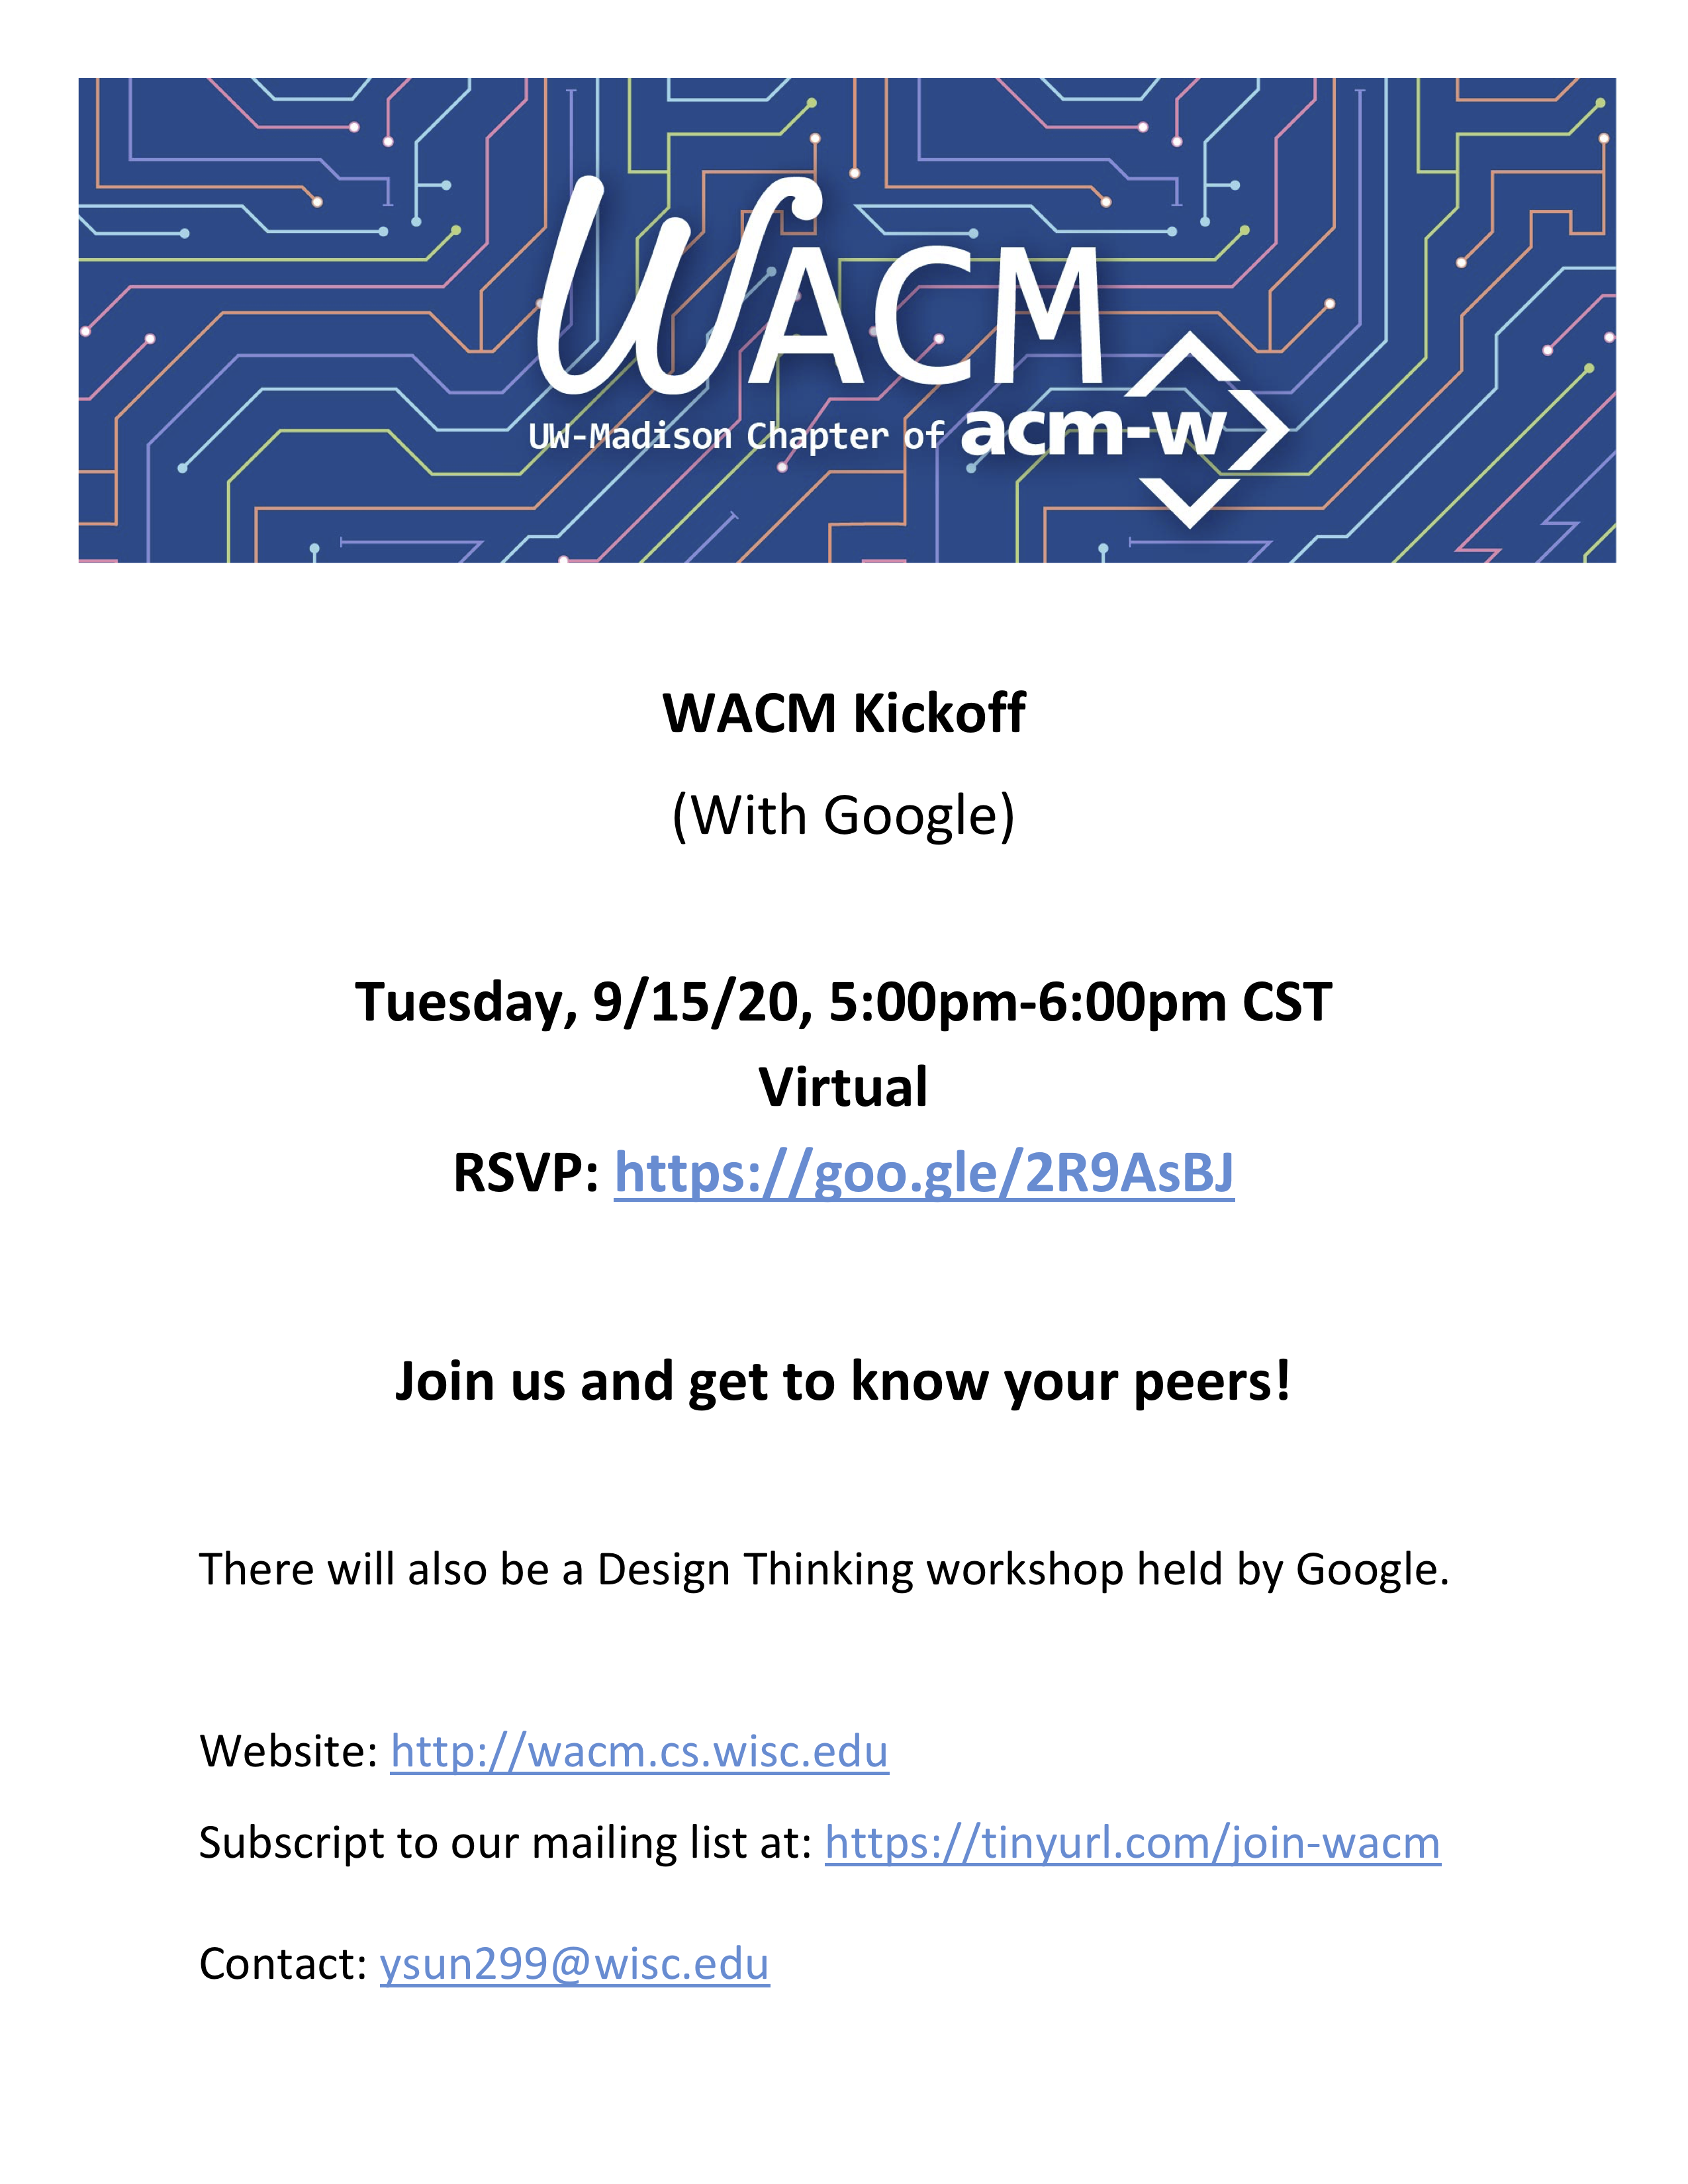 WACM
UW-Madison Chapter of acm-w
WACM Kickoff
(With Google)
Tuesday, 9/15/20, 5:00pm-6:00pm CST
Virtual
RSVP: https://goo.gle/2R9AsBJ
Join us and get to know your peers!
There will also be a Design Thinking workshop held by Google.
Website: http://wacm.cs.wisc.edu
Subscript to our mailing list at: https://tinyurl.com/join-wacm
Contact: ysun299@wisc.edu